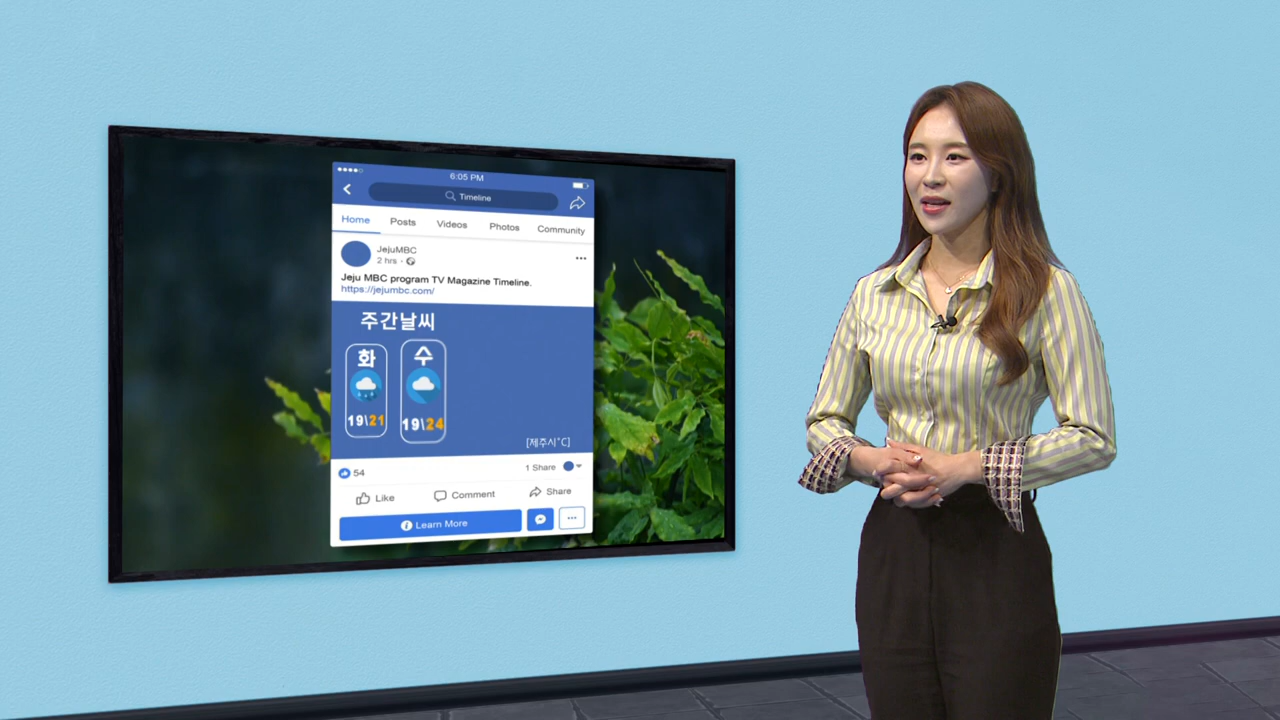 6:05 PM
Timeline
Home Posts Videos Photos Community
JejuMBC
2 hrs
Jeju MBC program TV Magazine Timeline.
https://jejumbc.com/
주간날씨
화 수
19\21 19\24
[제주시°C]
54 1 Share
Like Comment Share
Learn More